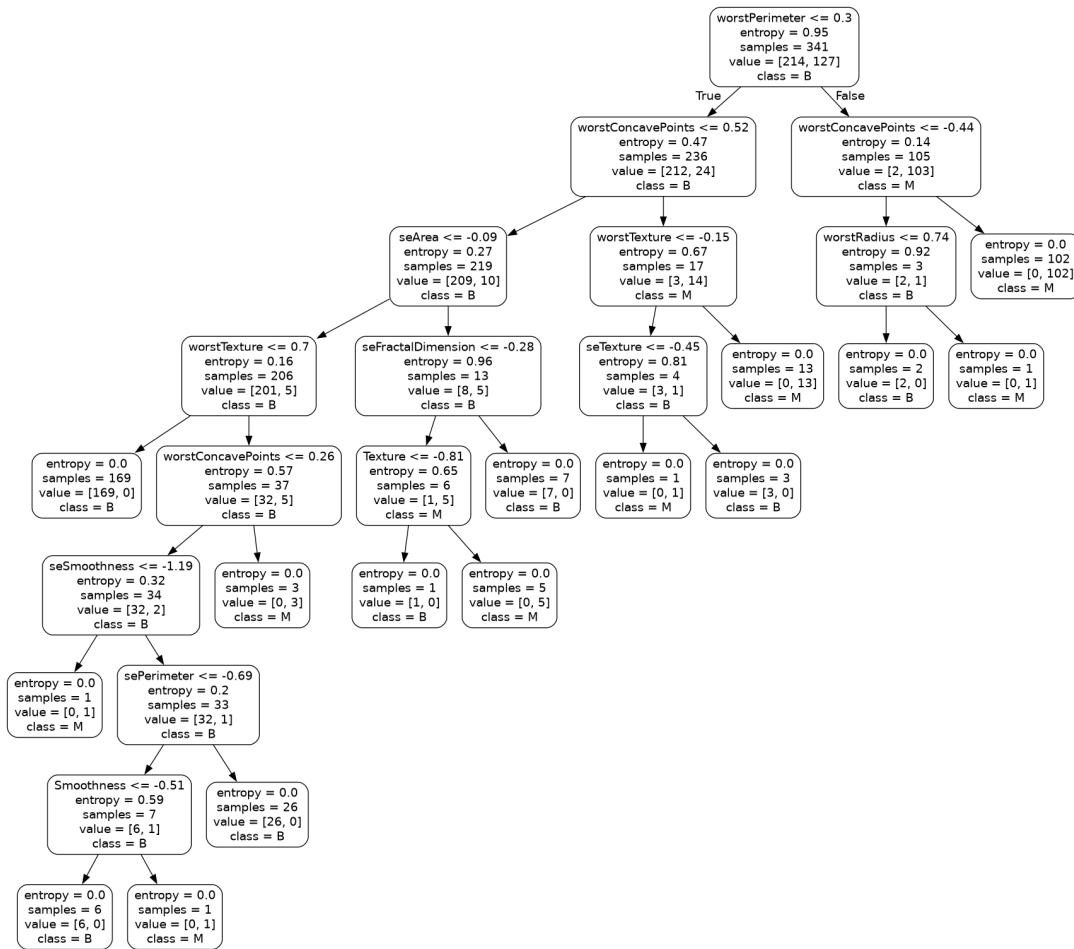 worstPerimeter <= 0.3
entropy = 0.95
samples = 341
value = [214, 127]
class = B
True
False
worstConcavePoints <= 0.52
entropy = 0.47
samples = 236
value = [212, 24]
class = B
worstConcavePoints <= -0.44
entropy = 0.14
samples = 105
value = [2, 103]
class = M
seArea <= -0.09
entropy = 0.27
samples = 219
value = [209, 10]
class = B
worstTexture <= -0.15
entropy = 0.67
samples = 17
value = [3, 14]
class = M
worstRadius <= 0.74
entropy = 0.92
samples = 3
value = [2, 1]
class = B
entropy = 0.0
samples = 102
value = [0, 102]
class = M
worstTexture <= 0.7
entropy = 0.16
samples = 206
value = [201, 5]
class = B
seFractalDimension <= -0.28
entropy = 0.96
samples = 13
value = [8, 5]
class = B
seTexture <= -0.45
entropy = 0.81
samples = 4
value = [3, 1]
class = B
entropy = 0.0
samples = 13
value = [0, 13]
class = M
entropy = 0.0
samples = 2
value = [2, 0]
class = B
entropy = 0.0
samples = 1
value = [0, 1]
class = M
entropy = 0.0
samples = 169
value = [169, 0]
class = B
worstConcavePoints <= 0.26
entropy = 0.57
samples = 37
value = [32, 5]
class = B
Texture <= -0.81
entropy = 0.65
samples = 6
value = [1, 5]
class = M
entropy = 0.0
samples = 7
value = [7, 0]
class = B
entropy = 0.0
samples = 1
value = [0, 1]
class = M
entropy = 0.0
samples = 3
value = [3, 0]
class = B
seSmoothness <= -1.19
entropy = 0.32
samples = 34
value = [32, 2]
class = B
entropy = 0.0
samples = 3
value = [0, 3]
class = M
entropy = 0.0
samples = 1
value = [1, 0]
class = B
entropy = 0.0
samples = 5
value = [0, 5]
class = M
entropy = 0.0
samples = 1
value = [0, 1]
class = M
sePerimeter <= -0.69
entropy = 0.2
samples = 33
value = [32, 1]
class = B
Smoothness <= -0.51
entropy = 0.59
samples = 7
value = [6, 1]
class = B
entropy = 0.0
samples = 26
value = [26, 0]
class = B
entropy = 0.0
samples = 6
value = [6, 0]
class = B
entropy = 0.0
samples = 1
value = [0, 1]
class = M